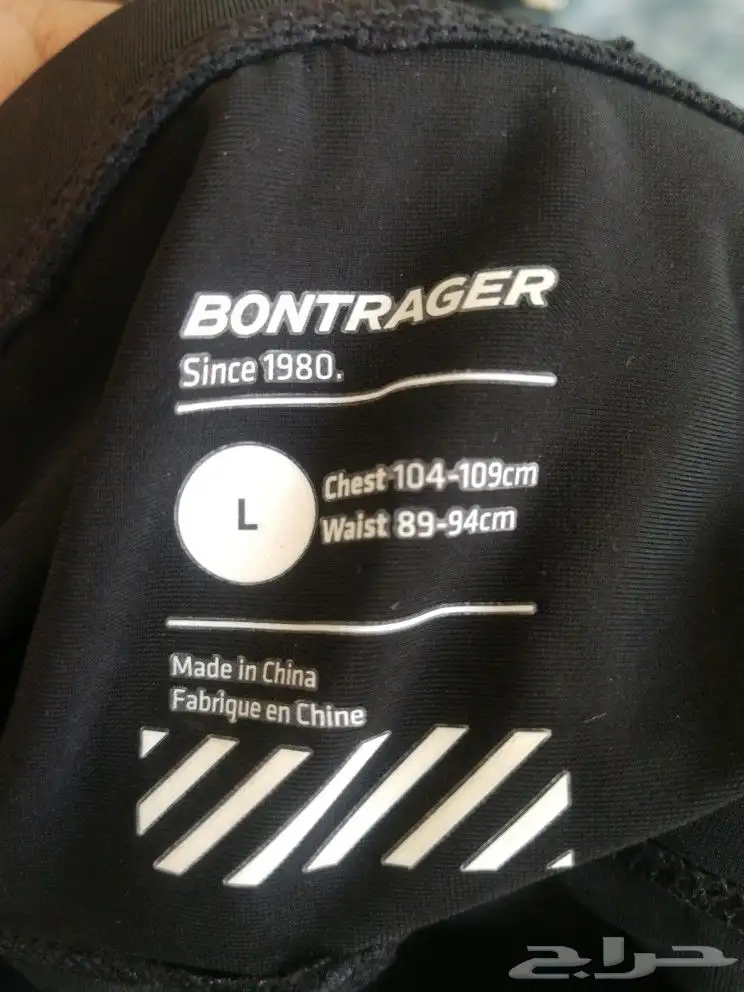 BONTRAGER
Since 1980.
L
Chest 104-109cm
Waist 89-94cm
Made in China
Fabrique en Chine
حراج